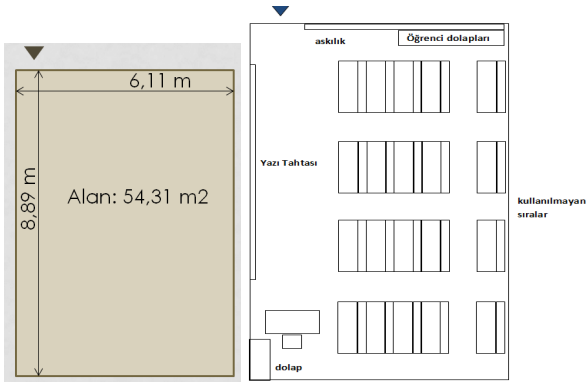 6,11 m
8,89 m
Alan: 54,31 m2
askılık
Öğrenci dolapları
Yazı Tahtası
kullanılmayan
sıralar
dolap